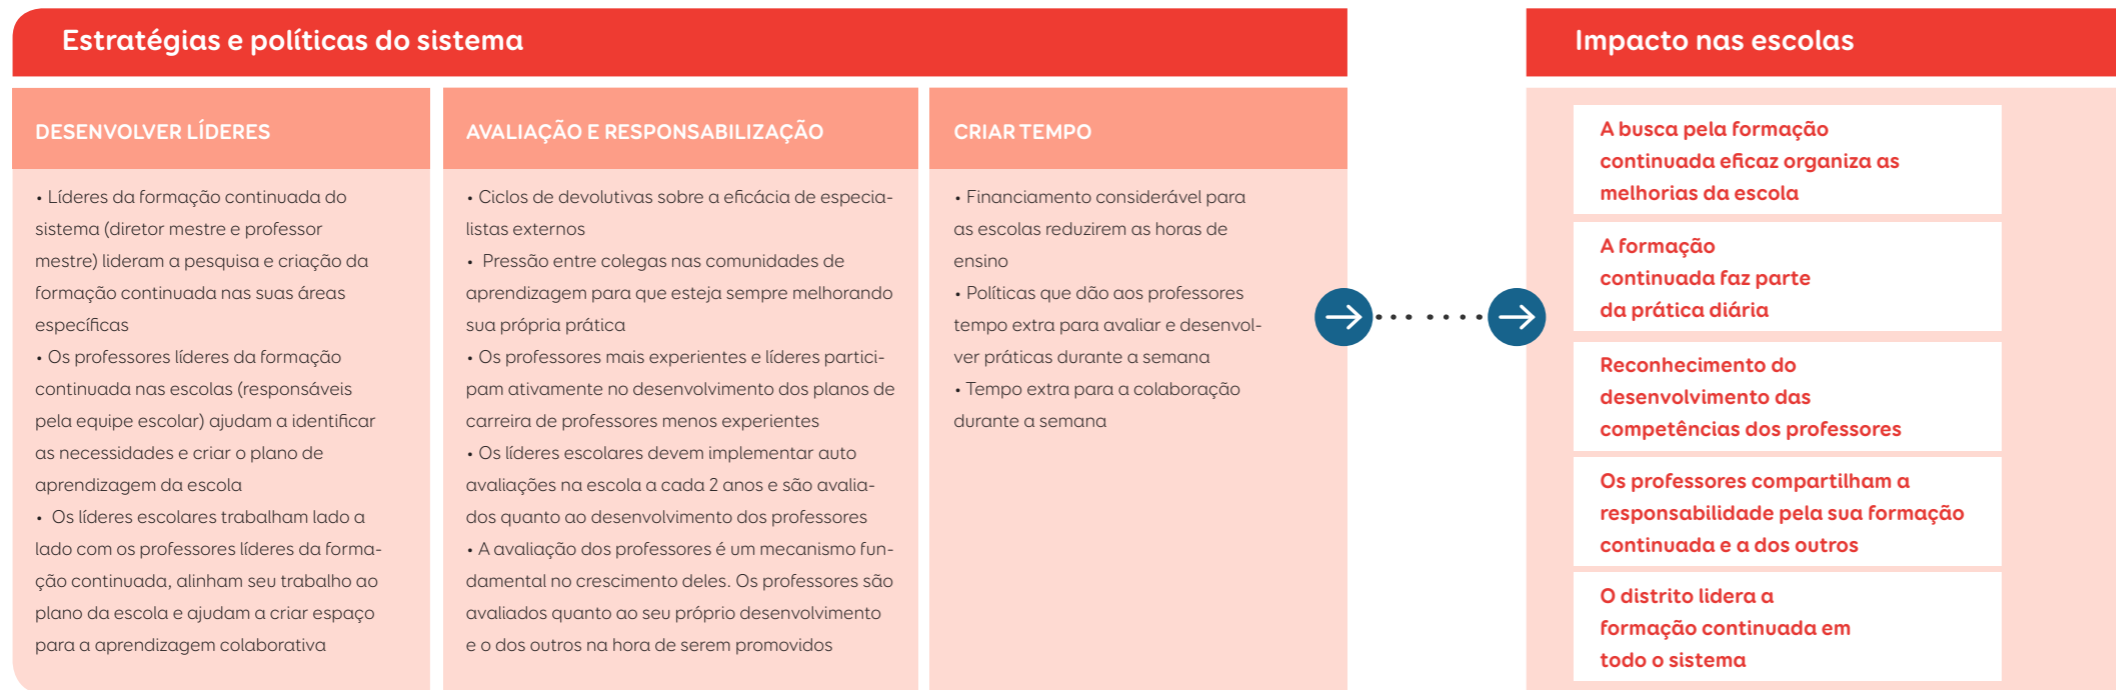 Estratégias e políticas do sistema
DESENVOLVER LÍDERES
• Líderes da formação continuada do
sistema (diretor mestre e professor
mestre) lideram a pesquisa e criação da
formação continuada nas suas áreas
específicas
• Os professores líderes da formação
continuada nas escolas (responsáveis
pela equipe escolar) ajudam a identificar
as necessidades e criar o plano de
aprendizagem da escola
• Os líderes escolares trabalham lado a
lado com os professores líderes da forma-
ção continuada, alinham seu trabalho ao
plano da escola e ajudam a criar espaço
para a aprendizagem colaborativa
AVALIAÇÃO E RESPONSABILIZAÇÃO
• Ciclos de devolutivas sobre a eficácia de especia-
listas externos
• Pressão entre colegas nas comunidades de
aprendizagem para que esteja sempre melhorando
sua própria prática
• Os professores mais experientes e líderes partici-
pam ativamente no desenvolvimento dos planos de
carreira de professores menos experientes
• Os líderes escolares devem implementar auto
avaliações na escola a cada 2 anos e são avalia-
dos quanto ao desenvolvimento dos professores
• A avaliação dos professores é um mecanismo fun-
damental no crescimento deles. Os professores são
avaliados quanto ao seu próprio desenvolvimento
e o dos outros na hora de serem promovidos
CRIAR TEMPO
• Financiamento considerável para
as escolas reduzirem as horas de
ensino
• Políticas que dão aos professores
tempo extra para avaliar e desenvol-
ver práticas durante a semana
• Tempo extra para a colaboração
durante a semana
Impacto nas escolas
A busca pela formação
continuada eficaz organiza as
melhorias da escola
A formação
continuada faz parte
da prática diária
Reconhecimento do
desenvolvimento das
competências dos professores
Os professores compartilham a
responsabilidade pela sua formação
continuada e a dos outros
O distrito lidera a
formação continuada em
todo o sistema